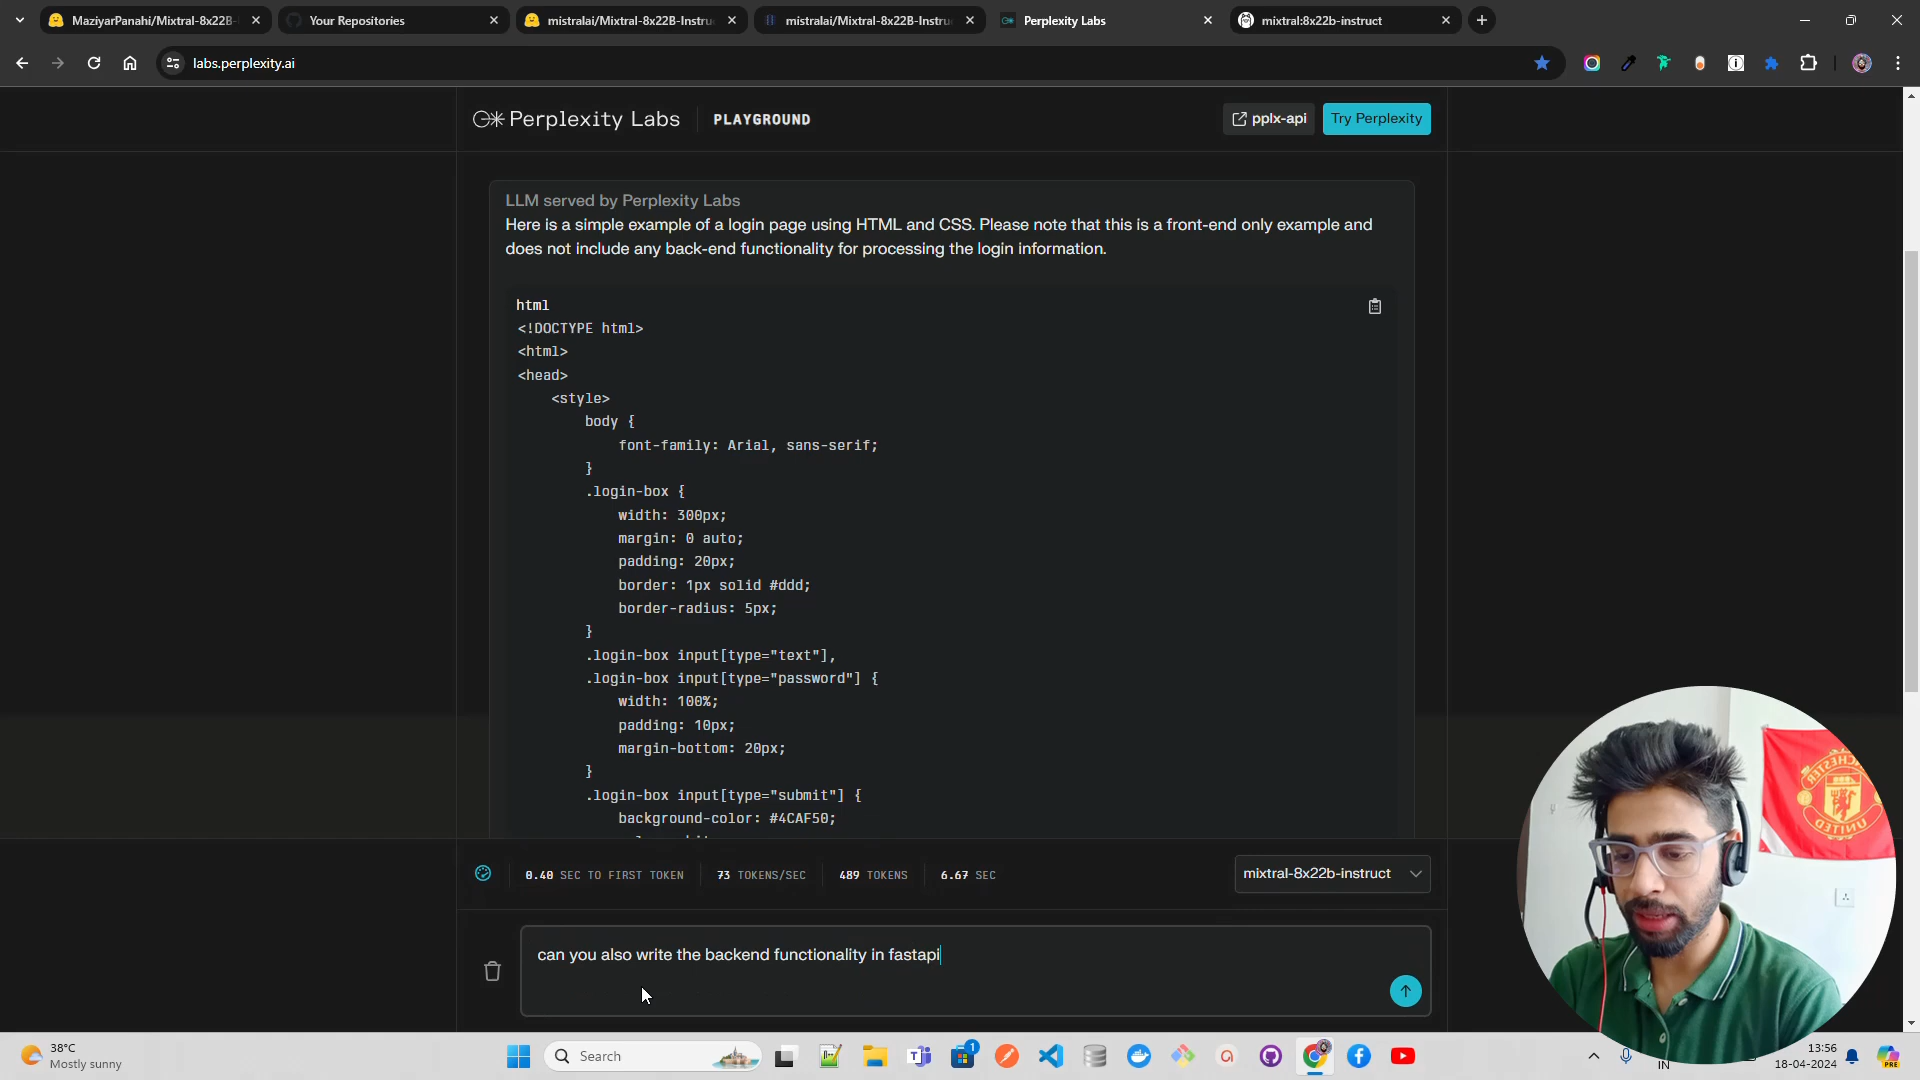 MaziyarPanahi/Mixtral-8x22B-
Your Repositories
mistralai/Mixtral-8x22B-Instru
mistralai/Mixtral-8x22B-Instru
Perplexity Labs
mixtral:8x22b-instruct
labs.perplexity.ai
Perplexity Labs
PLAYGROUND
pplx-api
Try Perplexity
LLM served by Perplexity Labs
Here is a simple example of a login page using HTML and CSS. Please note that this is a front-end only example and
does not include any back-end functionality for processing the login information.
html
<!DOCTYPE html>
<html>
<head>
<style>
body {
font-family: Arial, sans-serif;
}
.login-box {
width: 300px;
margin: 0 auto;
padding: 20px;
border: 1px solid #ddd;
border-radius: 5px;
}
.login-box input[type="text"],
.login-box input[type="password"] {
width: 100%;
padding: 10px;
margin-bottom: 20px;
}
.login-box input[type="submit"] {
background-color: #4CAF50;
0.40 SEC TO FIRST TOKEN
73 TOKENS/SEC
489 TOKENS
6.67 SEC
mixtral-8x22b-instruct
can you also write the backend functionality in fastapi
MANCHESTER
UNITED
38°C
Mostly sunny
Search
1
IN
13:56
18-04-2024
PRE